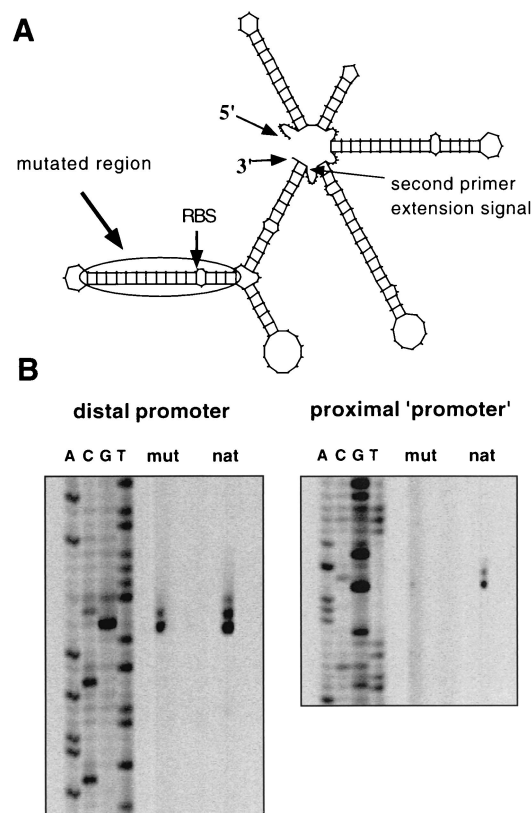 A
5'
mutated region
3'
second primer
extension signal
RBS
B
distal promoter
proximal 'promoter'
A C G T mut nat
A C G T mut nat